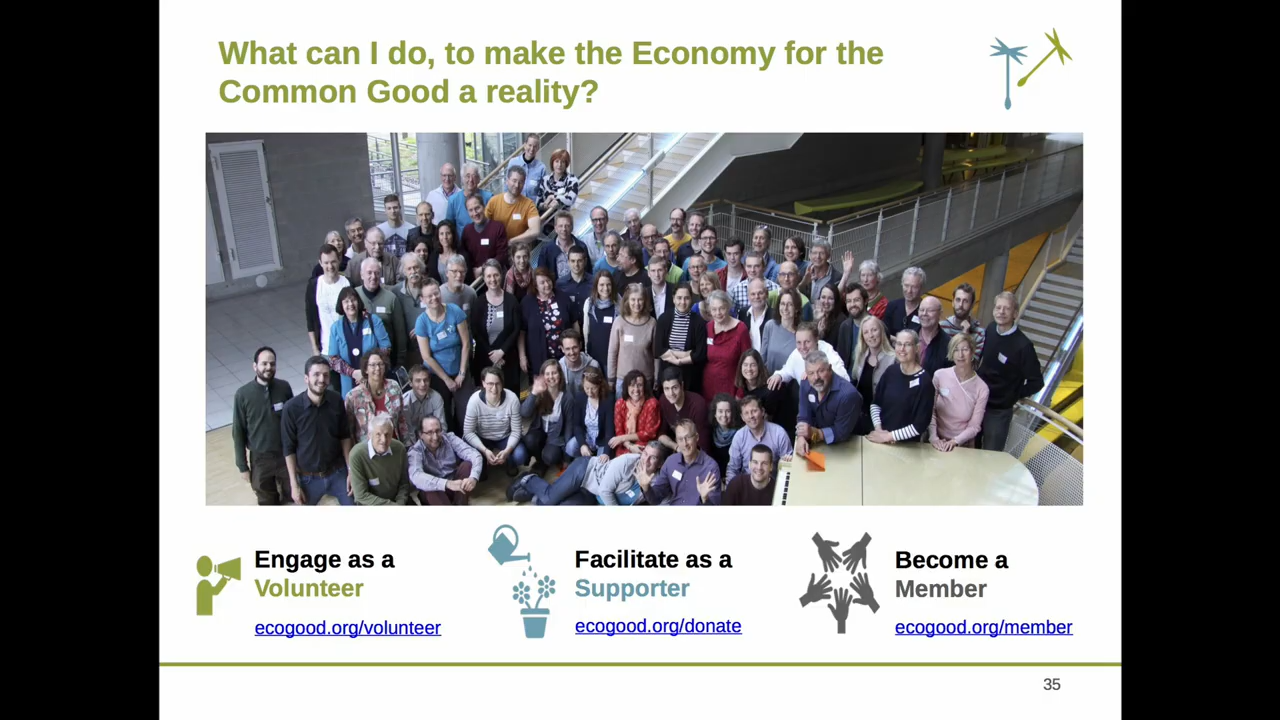 What can I do, to make the Economy for the
Common Good a reality?
Engage as a
Volunteer
ecogood.org/volunteer
Facilitate as a
Supporter
ecogood.org/donate
Become a
Member
ecogood.org/member
35